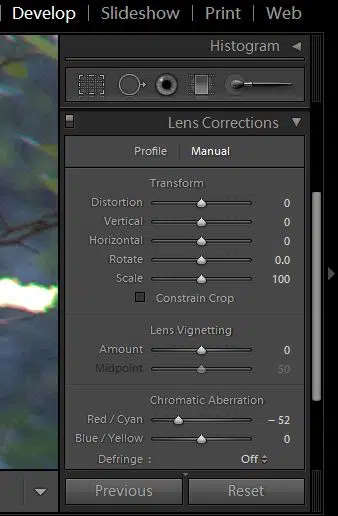 Develop | Slideshow | Print | Web
Histogram
Lens Corrections
Profile | Manual
Transform
Distortion 0
Vertical 0
Horizontal 0
Rotate 0.0
Scale 100
Constrain Crop
Lens Vignetting
Amount 0
Midpoint 50
Chromatic Aberration
Red / Cyan – 52
Blue / Yellow 0
Defringe : Off
Previous Reset